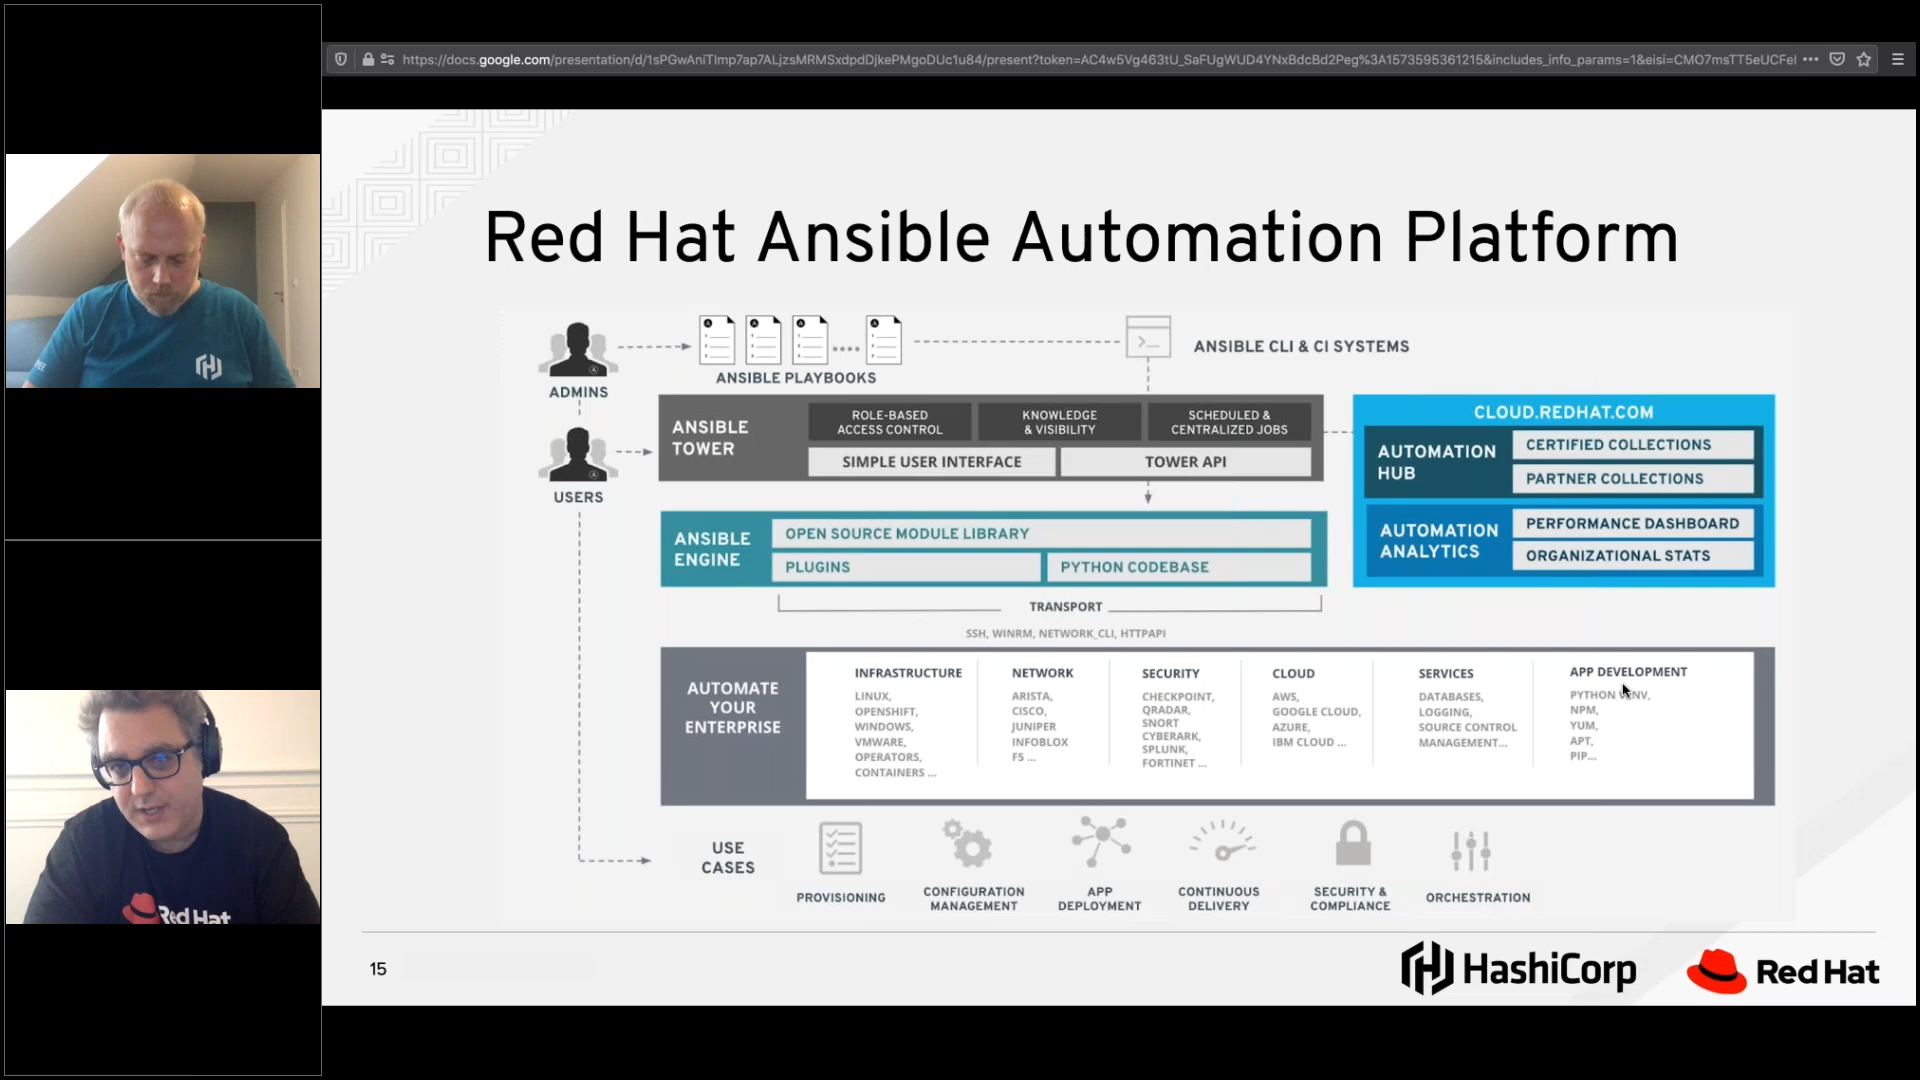 https://docs.google.com/presentation/d/1sPGwAniTImp7ap7ALjzsMRMSxdpdDjkePMgoDUc1u84/present?token=AC4w5Vg463tU_SaFUgWUD4YNxBdcBd2Peg%3A1573595361215&includes_info_params=1&eisi=CMO7msTT5eUCFeI
Red Hat Ansible Automation Platform
ADMINS
ANSIBLE PLAYBOOKS
ANSIBLE CLI & CI SYSTEMS
USERS
ANSIBLE
TOWER
ROLE-BASED
ACCESS CONTROL
KNOWLEDGE
& VISIBILITY
SCHEDULED &
CENTRALIZED JOBS
SIMPLE USER INTERFACE
TOWER API
CLOUD.REDHAT.COM
AUTOMATION
HUB
CERTIFIED COLLECTIONS
PARTNER COLLECTIONS
AUTOMATION
ANALYTICS
PERFORMANCE DASHBOARD
ORGANIZATIONAL STATS
ANSIBLE
ENGINE
OPEN SOURCE MODULE LIBRARY
PLUGINS
PYTHON CODEBASE
TRANSPORT
SSH, WINRM, NETWORK_CLI, HTTPAPI
AUTOMATE
YOUR
ENTERPRISE
INFRASTRUCTURE
LINUX,
OPENSHIFT,
WINDOWS,
VMWARE,
OPERATORS,
CONTAINERS ...
NETWORK
ARISTA,
CISCO,
JUNIPER
INFOBLOX
F5 ...
SECURITY
CHECKPOINT,
QRADAR,
SNORT
CYBERARK,
SPLUNK,
FORTINET ...
CLOUD
AWS,
GOOGLE CLOUD,
AZURE,
IBM CLOUD ...
SERVICES
DATABASES,
LOGGING,
SOURCE CONTROL
MANAGEMENT...
APP DEVELOPMENT
PYTHON VENV,
NPM,
YUM,
APT,
PIP...
USE
CASES
PROVISIONING
CONFIGURATION
MANAGEMENT
APP
DEPLOYMENT
CONTINUOUS
DELIVERY
SECURITY &
COMPLIANCE
ORCHESTRATION
15
HashiCorp
Red Hat
Red Hat